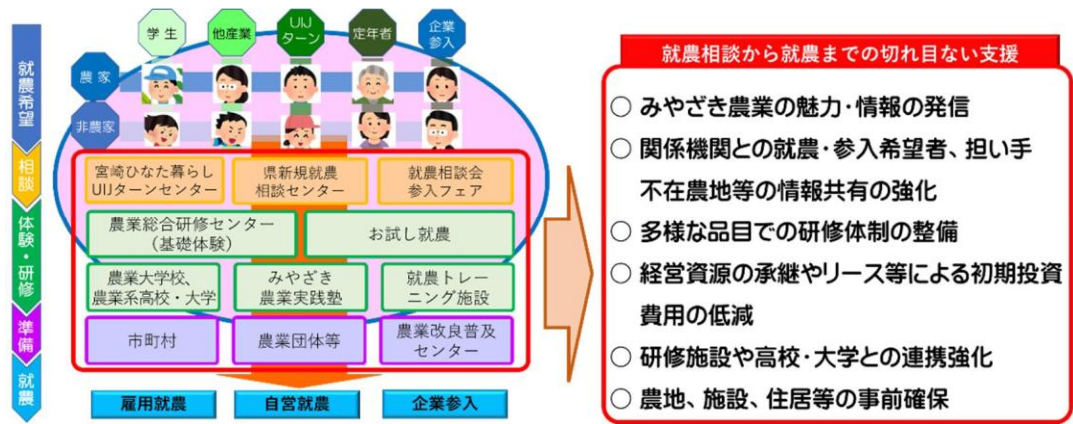 学生
他産業
UIJ
ターン
定年者
企業
参入
農家
非農家
就農希望
相談
体験・研修
準備
就農
宮崎ひなた暮らし
UIJターンセンター
県新規就農
相談センター
就農相談会
参入フェア
農業総合研修センター
(基礎体験)
お試し就農
農業大学校、
農業系高校・大学
みやざき
農業実践塾
就農トレー
ニング施設
市町村
農業団体等
農業改良普及
センター
雇用就農
自営就農
企業参入
就農相談から就農までの切れ目ない支援
○ みやざき農業の魅力・情報の発信
○ 関係機関との就農・参入希望者、担い手
不在農地等の情報共有の強化
○ 多様な品目での研修体制の整備
○ 経営資源の承継やリース等による初期投資
費用の低減
○ 研修施設や高校・大学との連携強化
○ 農地、施設、住居等の事前確保